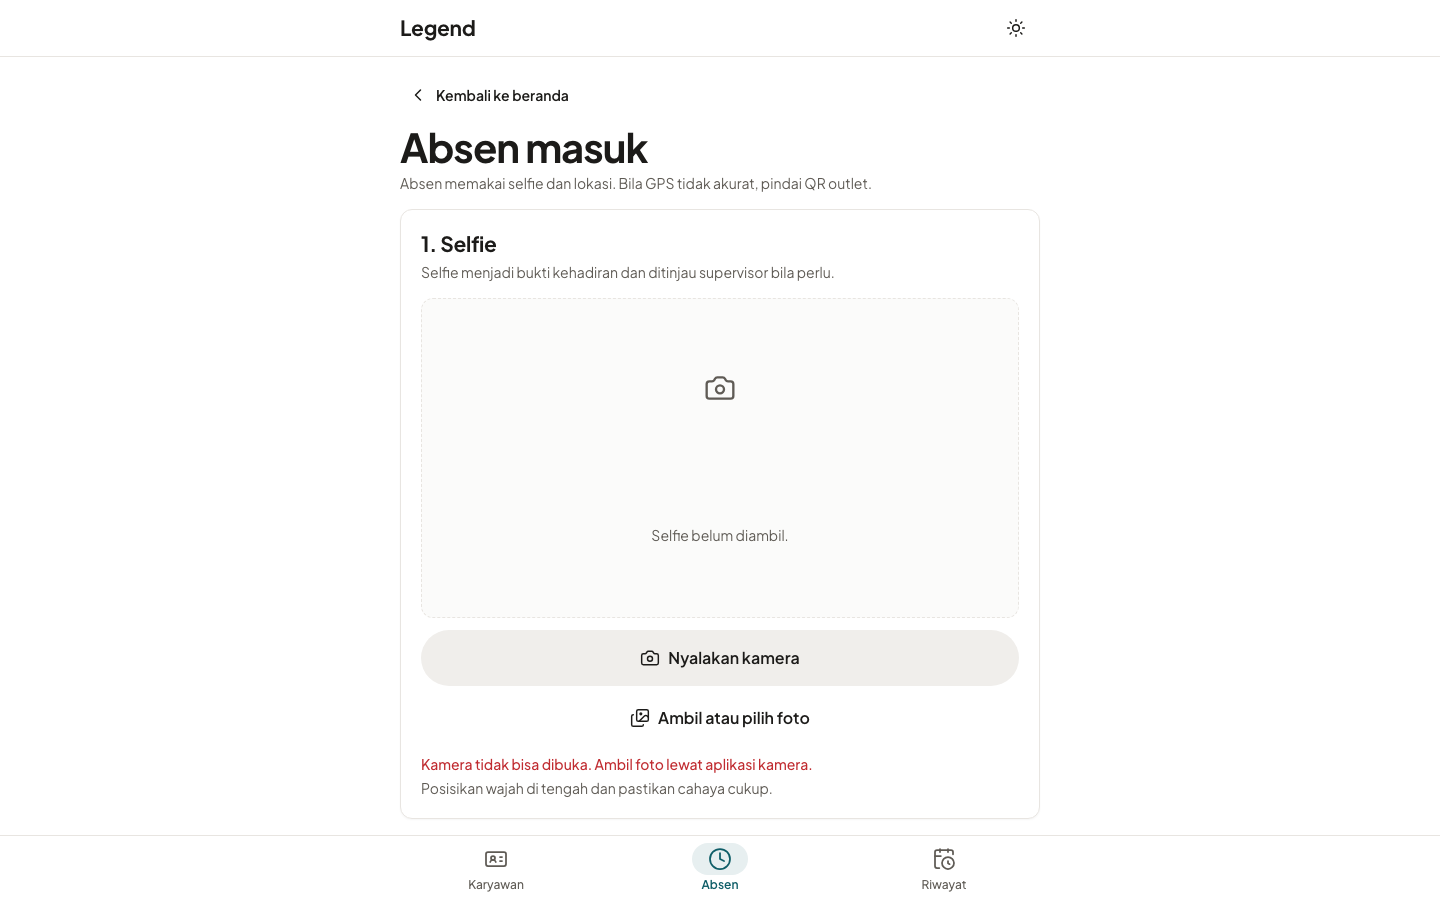 Legend
Kembali ke beranda
Absen masuk
Absen memakai selfie dan lokasi. Bila GPS tidak akurat, pindai QR outlet.
1. Selfie
Selfie menjadi bukti kehadiran dan ditinjau supervisor bila perlu.
Selfie belum diambil.
Nyalakan kamera
Ambil atau pilih foto
Kamera tidak bisa dibuka. Ambil foto lewat aplikasi kamera.
Posisikan wajah di tengah dan pastikan cahaya cukup.
Karyawan
Absen
Riwayat